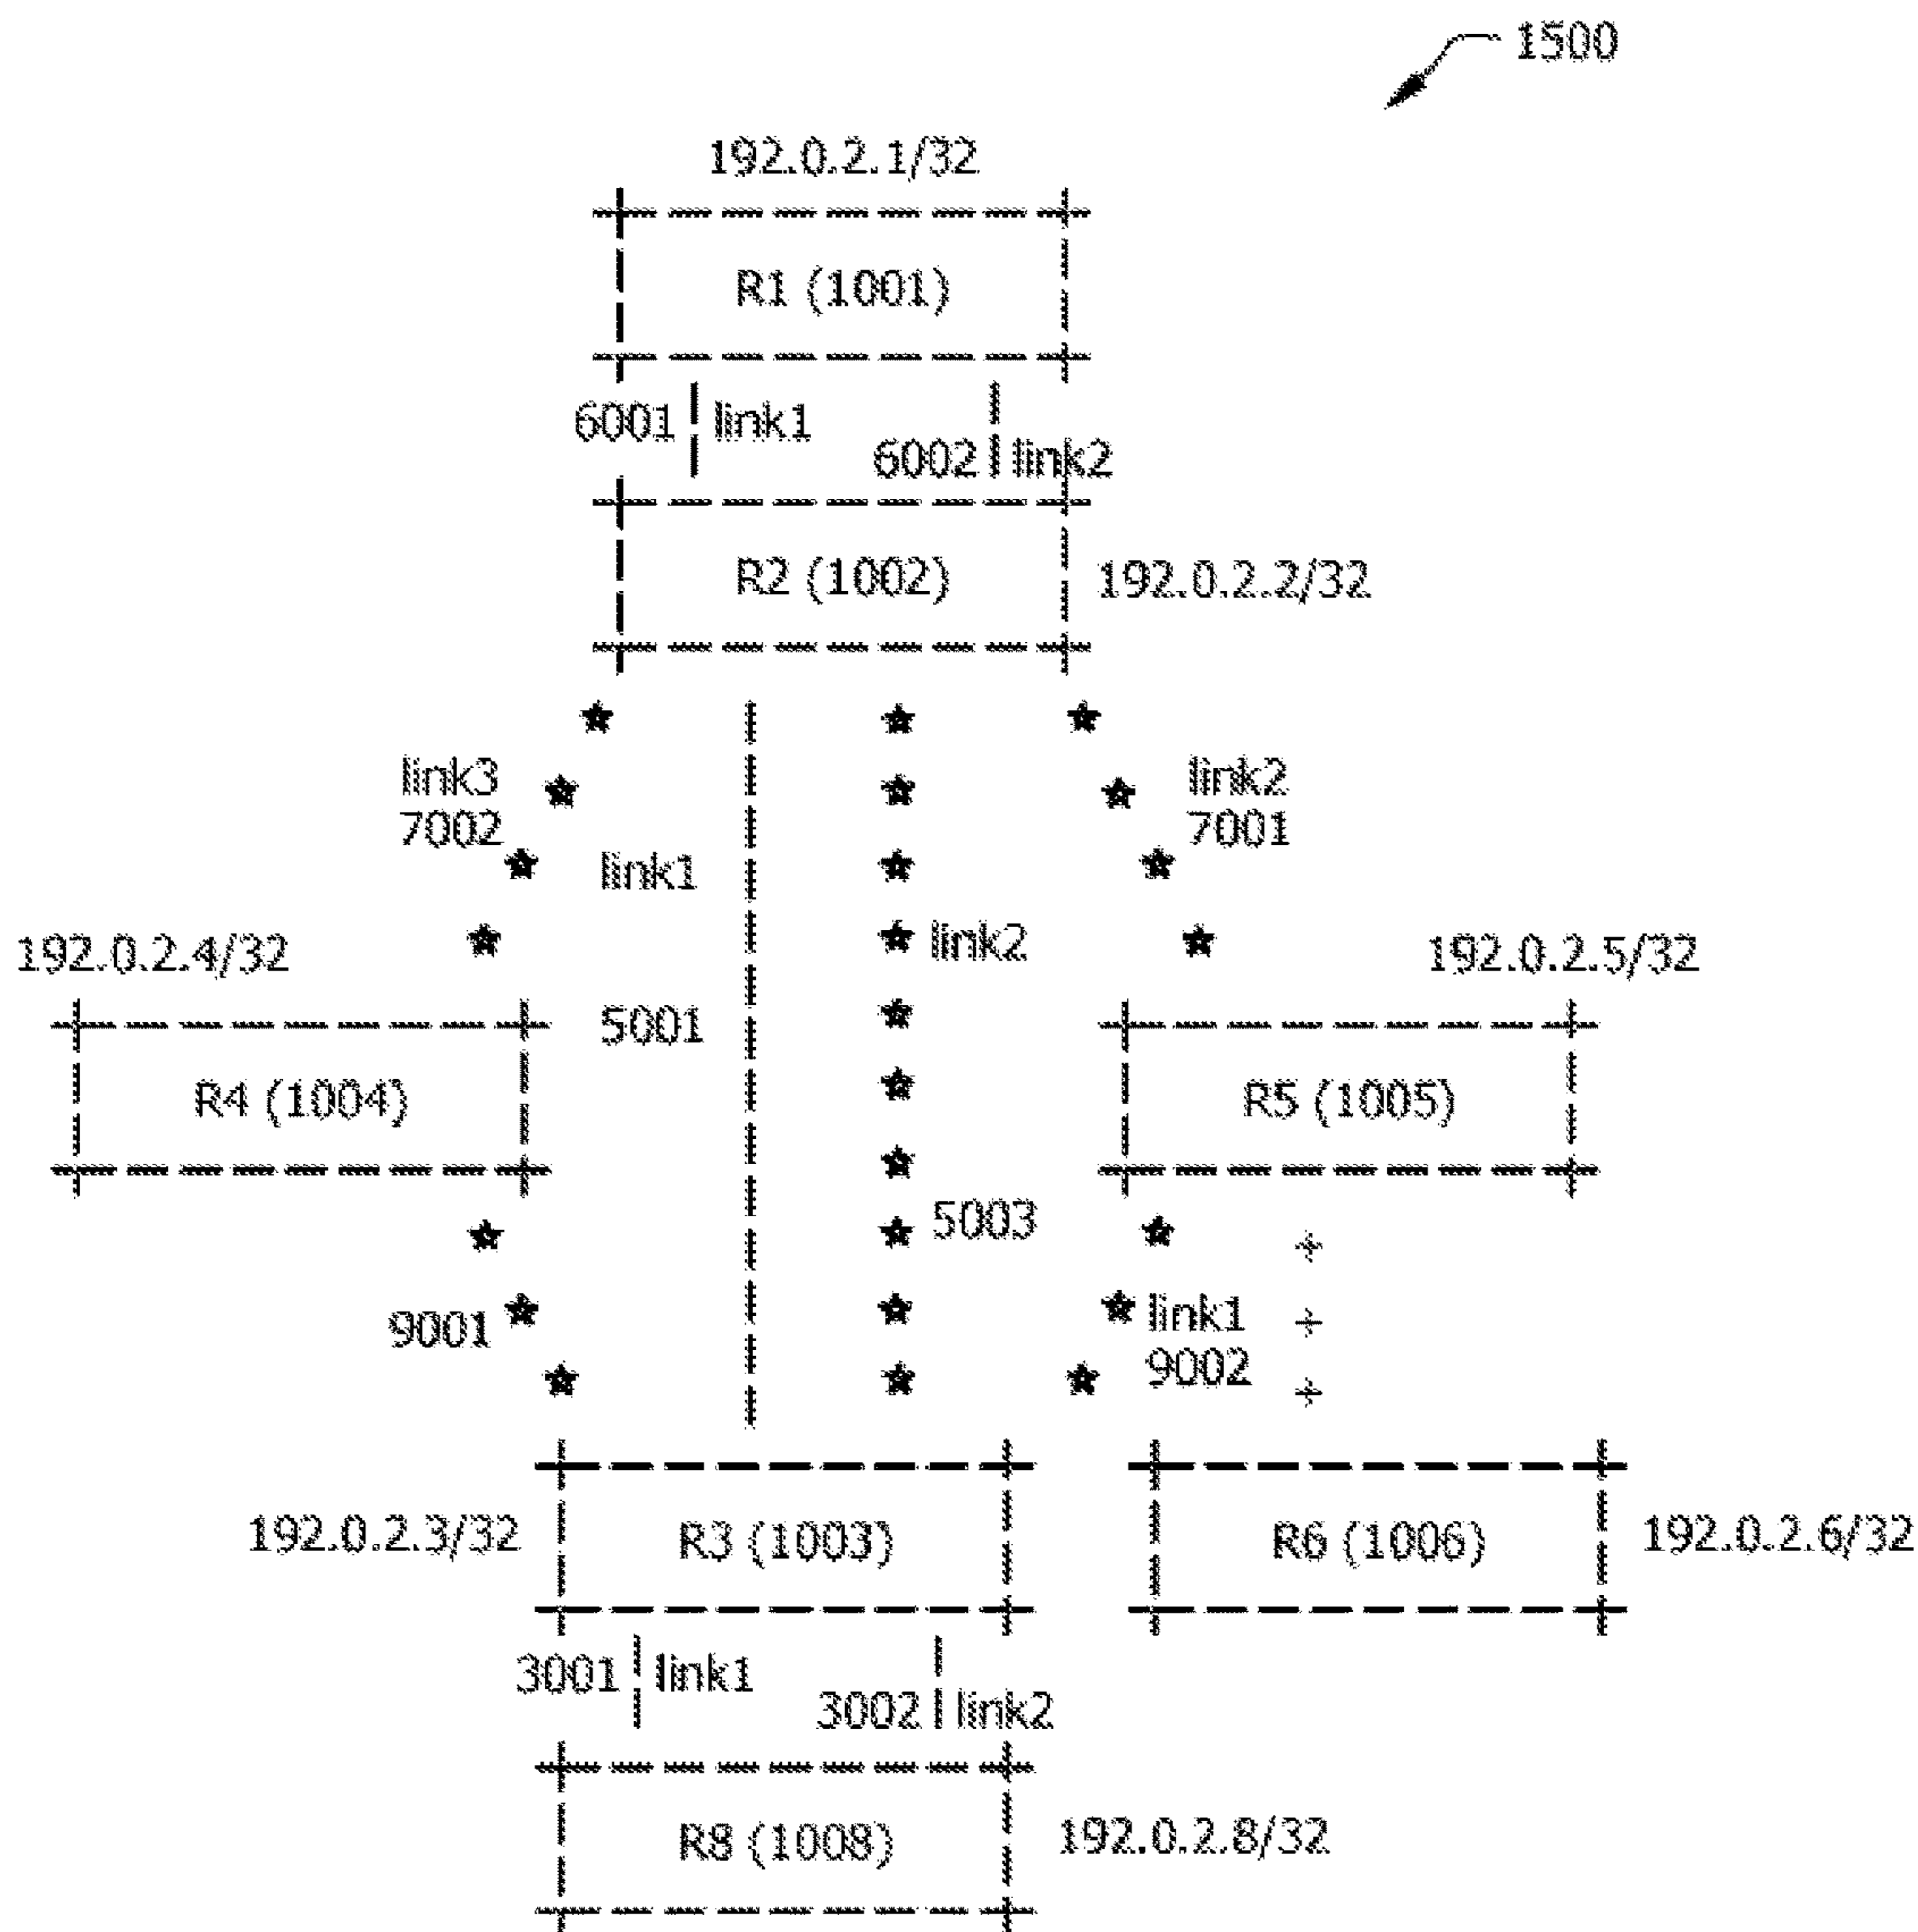 1500
192.0.2.1/32
R1 (1001)
6001 link1
6002 link2
R2 (1002)
192.0.2.2/32
link3
7002
link2
7001
link1
link2
192.0.2.4/32
192.0.2.5/32
5001
R4 (1004)
R5 (1005)
5003
9001
link1
9002
192.0.2.3/32
R3 (1003)
R6 (1006)
192.0.2.6/32
3001 link1
3002 link2
R8 (1008)
192.0.2.8/32